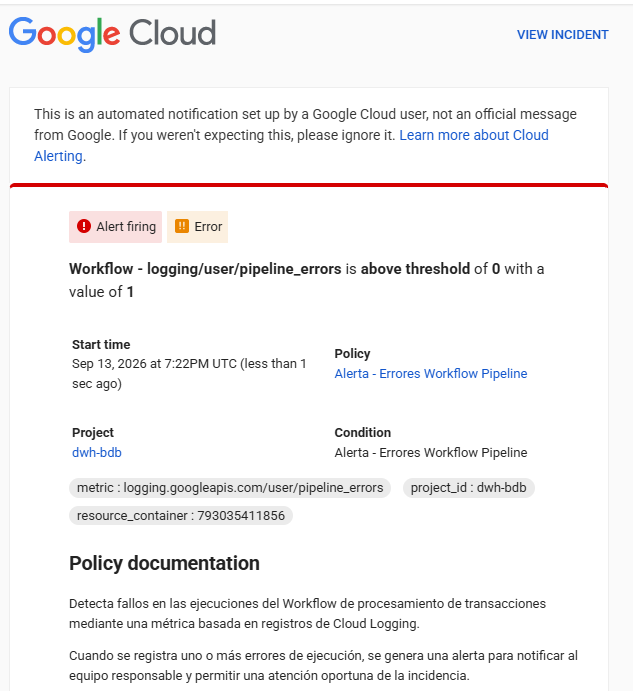 Google Cloud
VIEW INCIDENT
This is an automated notification set up by a Google Cloud user, not an official message
from Google. If you weren't expecting this, please ignore it. Learn more about Cloud
Alerting.
Alert firing
Error
Workflow - logging/user/pipeline_errors is above threshold of 0 with a
value of 1
Start time
Sep 13, 2026 at 7:22PM UTC (less than 1
sec ago)
Policy
Alerta - Errores Workflow Pipeline
Project
dwh-bdb
Condition
Alerta - Errores Workflow Pipeline
metric : logging.googleapis.com/user/pipeline_errors
project_id : dwh-bdb
resource_container : 793035411856
Policy documentation
Detecta fallos en las ejecuciones del Workflow de procesamiento de transacciones
mediante una métrica basada en registros de Cloud Logging.
Cuando se registra uno o más errores de ejecución, se genera una alerta para notificar al
equipo responsable y permitir una atención oportuna de la incidencia.